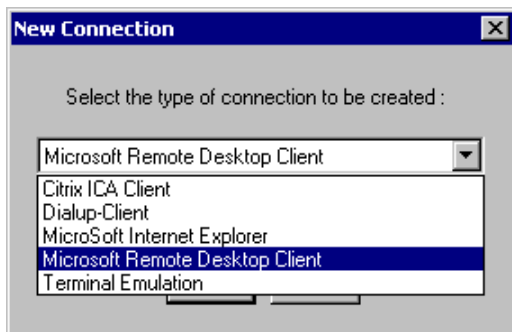 New Connection
Select the type of connection to be created :
Microsoft Remote Desktop Client
Citrix ICA Client
Dialup-Client
MicroSoft Internet Explorer
Microsoft Remote Desktop Client
Terminal Emulation